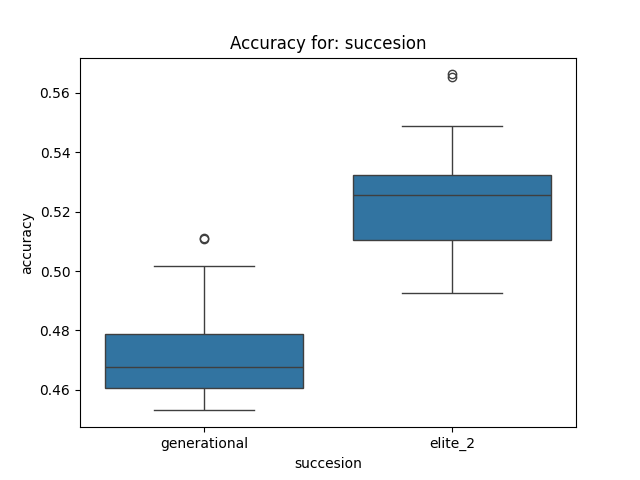 Accuracy for: succesion
accuracy
0.56
0.54
0.52
0.50
0.48
0.46
generational
elite_2
succesion